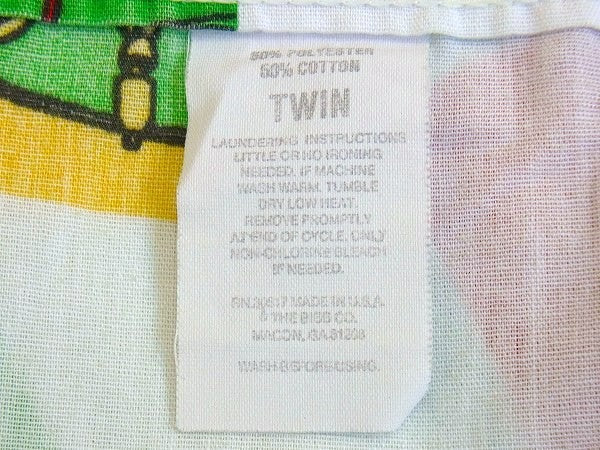 50% POLYESTER
50% COTTON
TWIN
LAUNDERING INSTRUCTIONS
LITTLE OR NO IRONING
NEEDED. IF MACHINE
WASH WARM. TUMBLE
DRY LOW HEAT.
REMOVE PROMPTLY
AT END OF CYCLE. ONLY
NON-CHLORINE BLEACH
IF NEEDED.
MADE IN U.S.A.
© THE BIBB CO.
MACON, GA
WASH BEFORE USING.